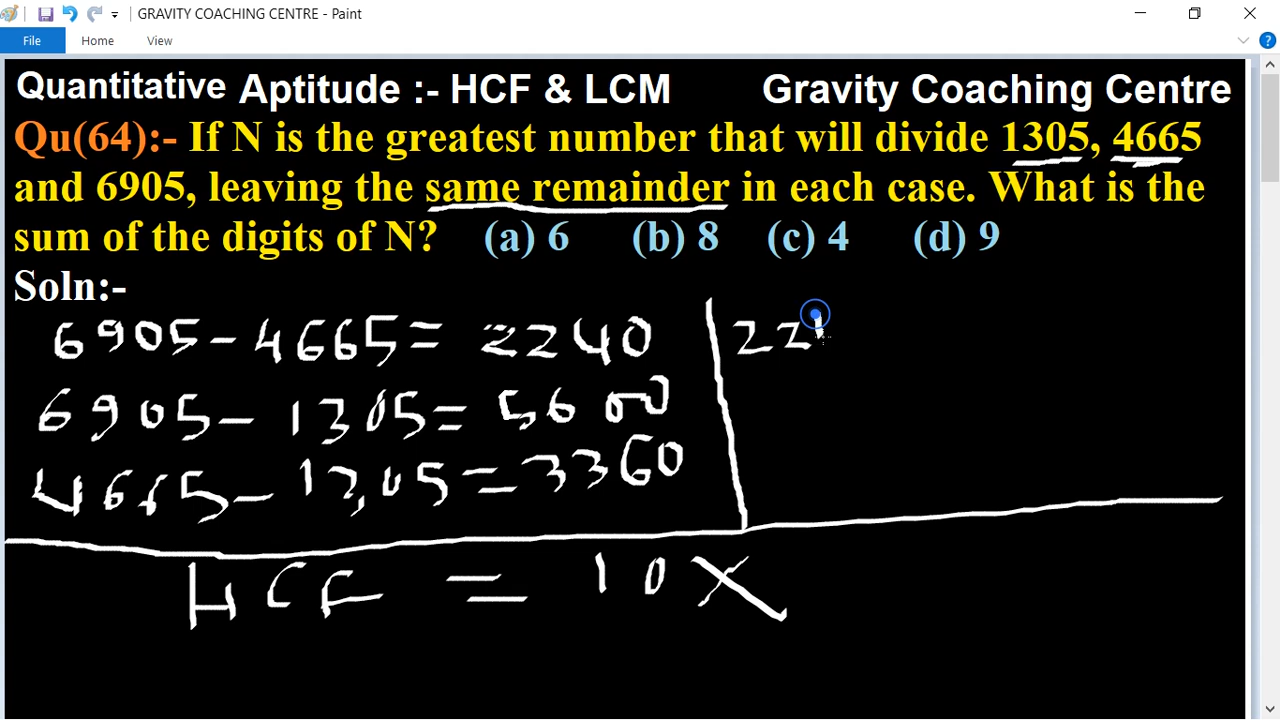 GRAVITY COACHING CENTRE - Paint
File Home View
Quantitative Aptitude :- HCF & LCM Gravity Coaching Centre
Qu(64):- If N is the greatest number that will divide 1305, 4665
and 6905, leaving the same remainder in each case. What is the
sum of the digits of N? (a) 6 (b) 8 (c) 4 (d) 9
Soln:-
6905 - 4665 = 2240
6905 - 1305 = 5600
4665 - 1305 = 3360
22
HCF = 10 X